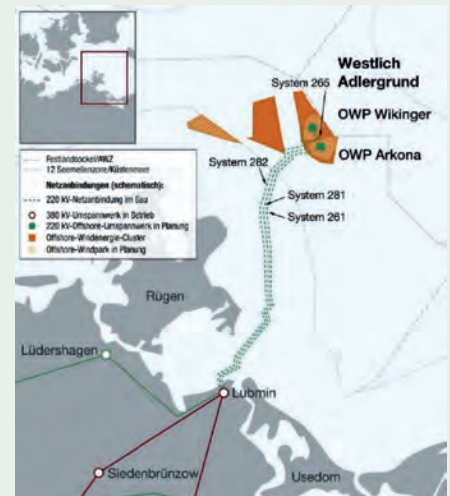 Westlich
Adlergrund
System 265
OWP Wikinger
OWP Arkona
System 282
System 281
System 261
Festlandsockel/AWZ
12 Seemeilenzone/Küstenmeer
Netzanbindungen (schematisch):
220 kV-Netzanbindung im Bau
380 kV-Umspannwerk in Betrieb
220 kV-Offshore-Umspannwerk in Planung
Offshore-Windenergie-Cluster
Offshore-Windpark in Planung
Rügen
Lüdershagen
Lubmin
Siedenbrünzow
Usedom